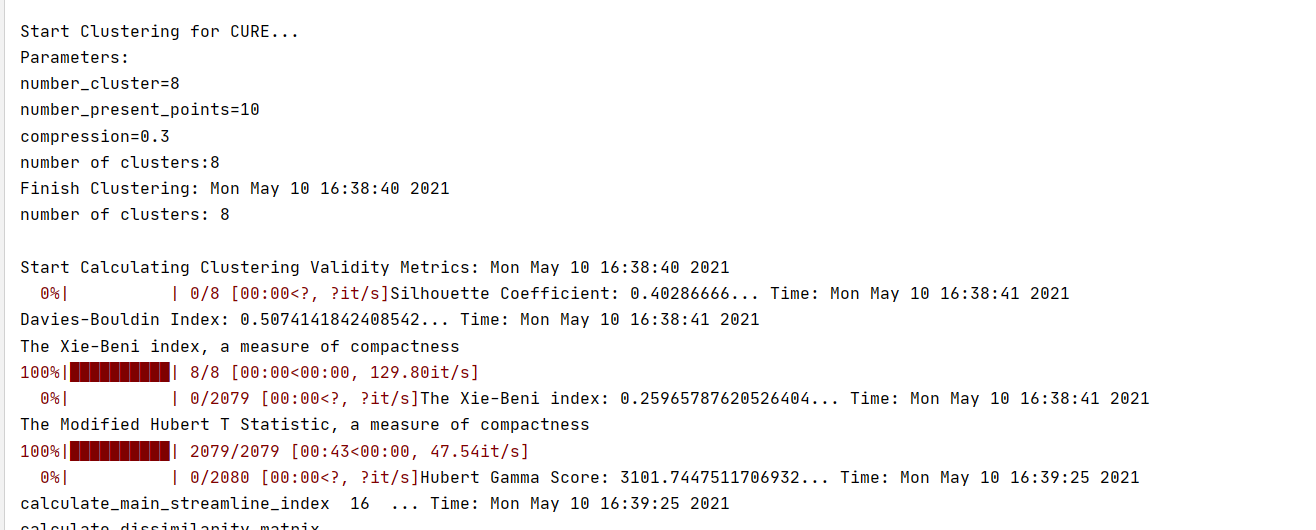 Start Clustering for CURE...
Parameters:
number_cluster=8
number_present_points=10
compression=0.3
number of clusters:8
Finish Clustering: Mon May 10 16:38:40 2021
number of clusters: 8
Start Calculating Clustering Validity Metrics: Mon May 10 16:38:40 2021
0%|          | 0/8 [00:00<?, ?it/s]Silhouette Coefficient: 0.40286666... Time: Mon May 10 16:38:41 2021
Davies-Bouldin Index: 0.5074141842408542... Time: Mon May 10 16:38:41 2021
The Xie-Beni index, a measure of compactness
100%|██████████| 8/8 [00:00<00:00, 129.80it/s]
0%|          | 0/2079 [00:00<?, ?it/s]The Xie-Beni index: 0.25965787620526404... Time: Mon May 10 16:38:41 2021
The Modified Hubert T Statistic, a measure of compactness
100%|██████████| 2079/2079 [00:43<00:00, 47.54it/s]
0%|          | 0/2080 [00:00<?, ?it/s]Hubert Gamma Score: 3101.7447511706932... Time: Mon May 10 16:39:25 2021
calculate_main_streamline_index  16  ... Time: Mon May 10 16:39:25 2021
calculate dissimilarity matrix